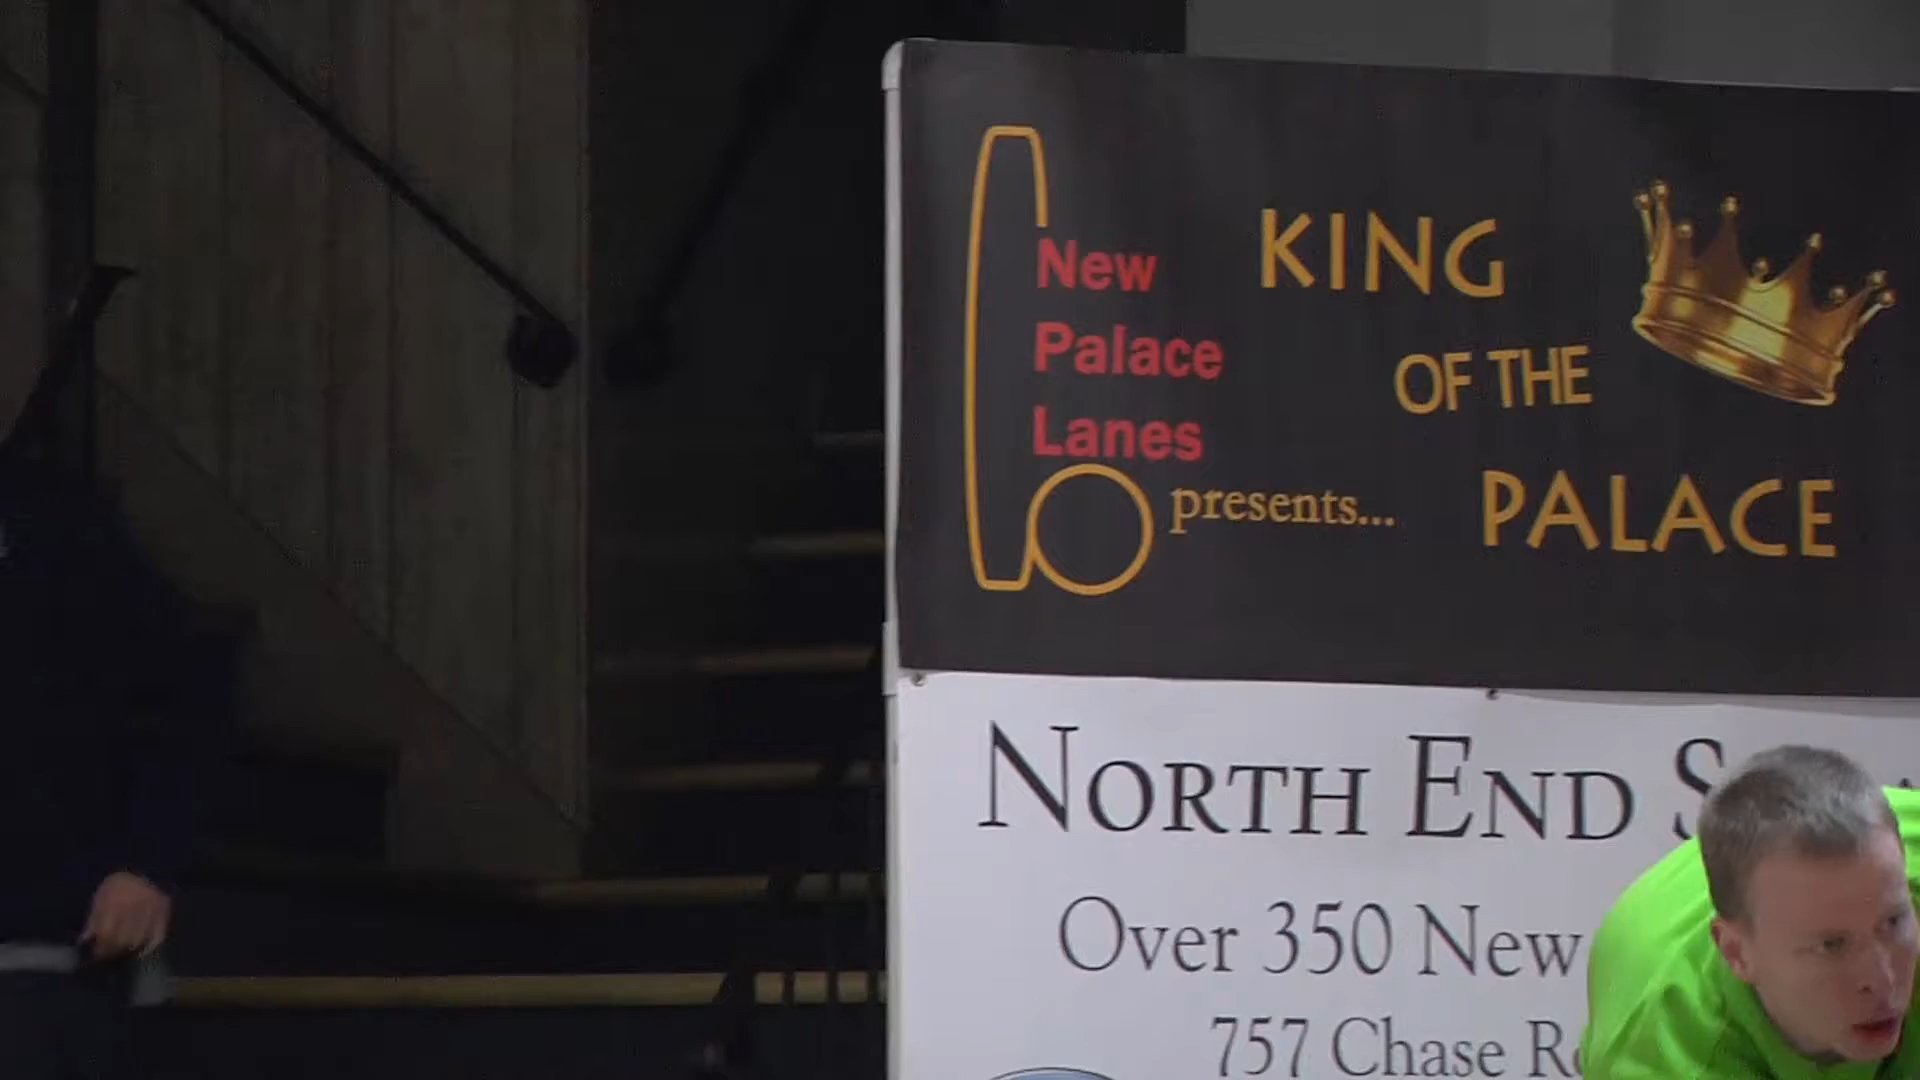 New
Palace
Lanes
presents...
KING
OF THE
PALACE
NORTH END
Over 350 New
757 Chase